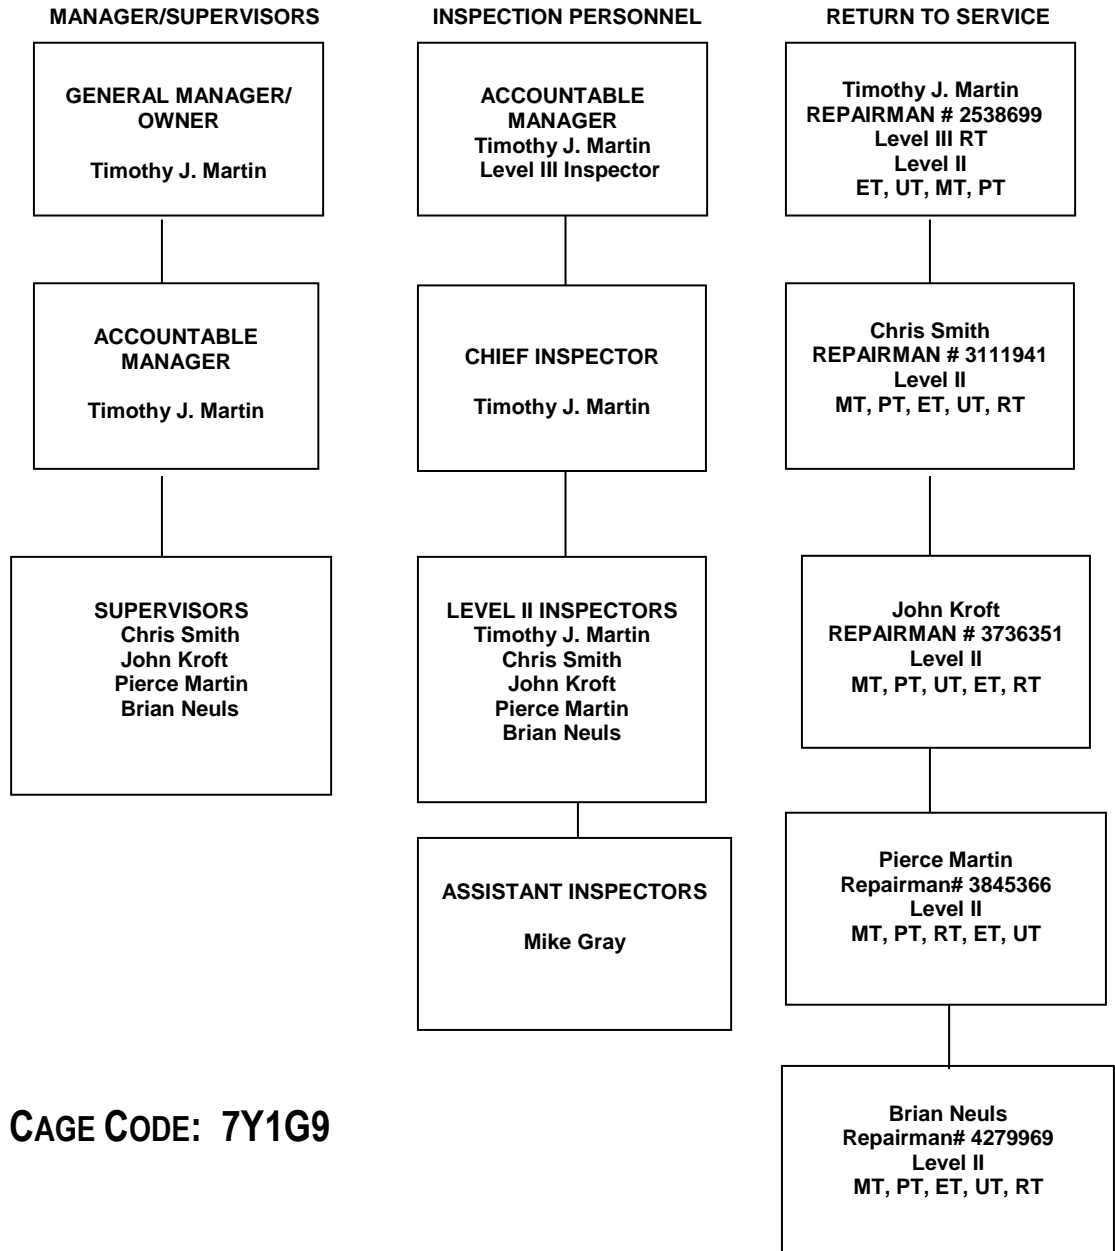 MANAGER/SUPERVISORS
GENERAL MANAGER/
OWNER
Timothy J. Martin
ACCOUNTABLE
MANAGER
Timothy J. Martin
SUPERVISORS
Chris Smith
John Kroft
Pierce Martin
Brian Neuls
INSPECTION PERSONNEL
ACCOUNTABLE
MANAGER
Timothy J. Martin
Level III Inspector
CHIEF INSPECTOR
Timothy J. Martin
LEVEL II INSPECTORS
Timothy J. Martin
Chris Smith
John Kroft
Pierce Martin
Brian Neuls
ASSISTANT INSPECTORS
Mike Gray
RETURN TO SERVICE
Timothy J. Martin
REPAIRMAN # 2538699
Level III RT
Level II
ET, UT, MT, PT
Chris Smith
REPAIRMAN # 3111941
Level II
MT, PT, ET, UT, RT
John Kroft
REPAIRMAN # 3736351
Level II
MT, PT, UT, ET, RT
Pierce Martin
Repairman# 3845366
Level II
MT, PT, RT, ET, UT
Brian Neuls
Repairman# 4279969
Level II
MT, PT, ET, UT, RT
CAGE CODE: 7Y1G9